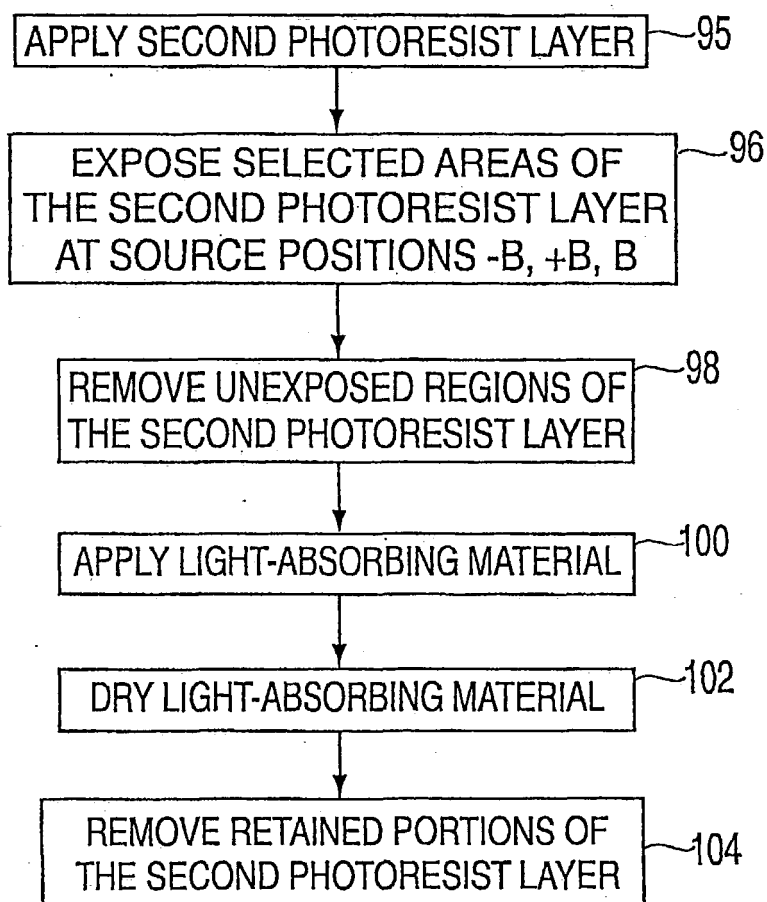 APPLY SECOND PHOTORESIST LAYER 95
EXPOSE SELECTED AREAS OF
THE SECOND PHOTORESIST LAYER
AT SOURCE POSITIONS -B, +B, B
96
REMOVE UNEXPOSED REGIONS OF
THE SECOND PHOTORESIST LAYER
98
APPLY LIGHT-ABSORBING MATERIAL 100
DRY LIGHT-ABSORBING MATERIAL 102
REMOVE RETAINED PORTIONS OF
THE SECOND PHOTORESIST LAYER
104